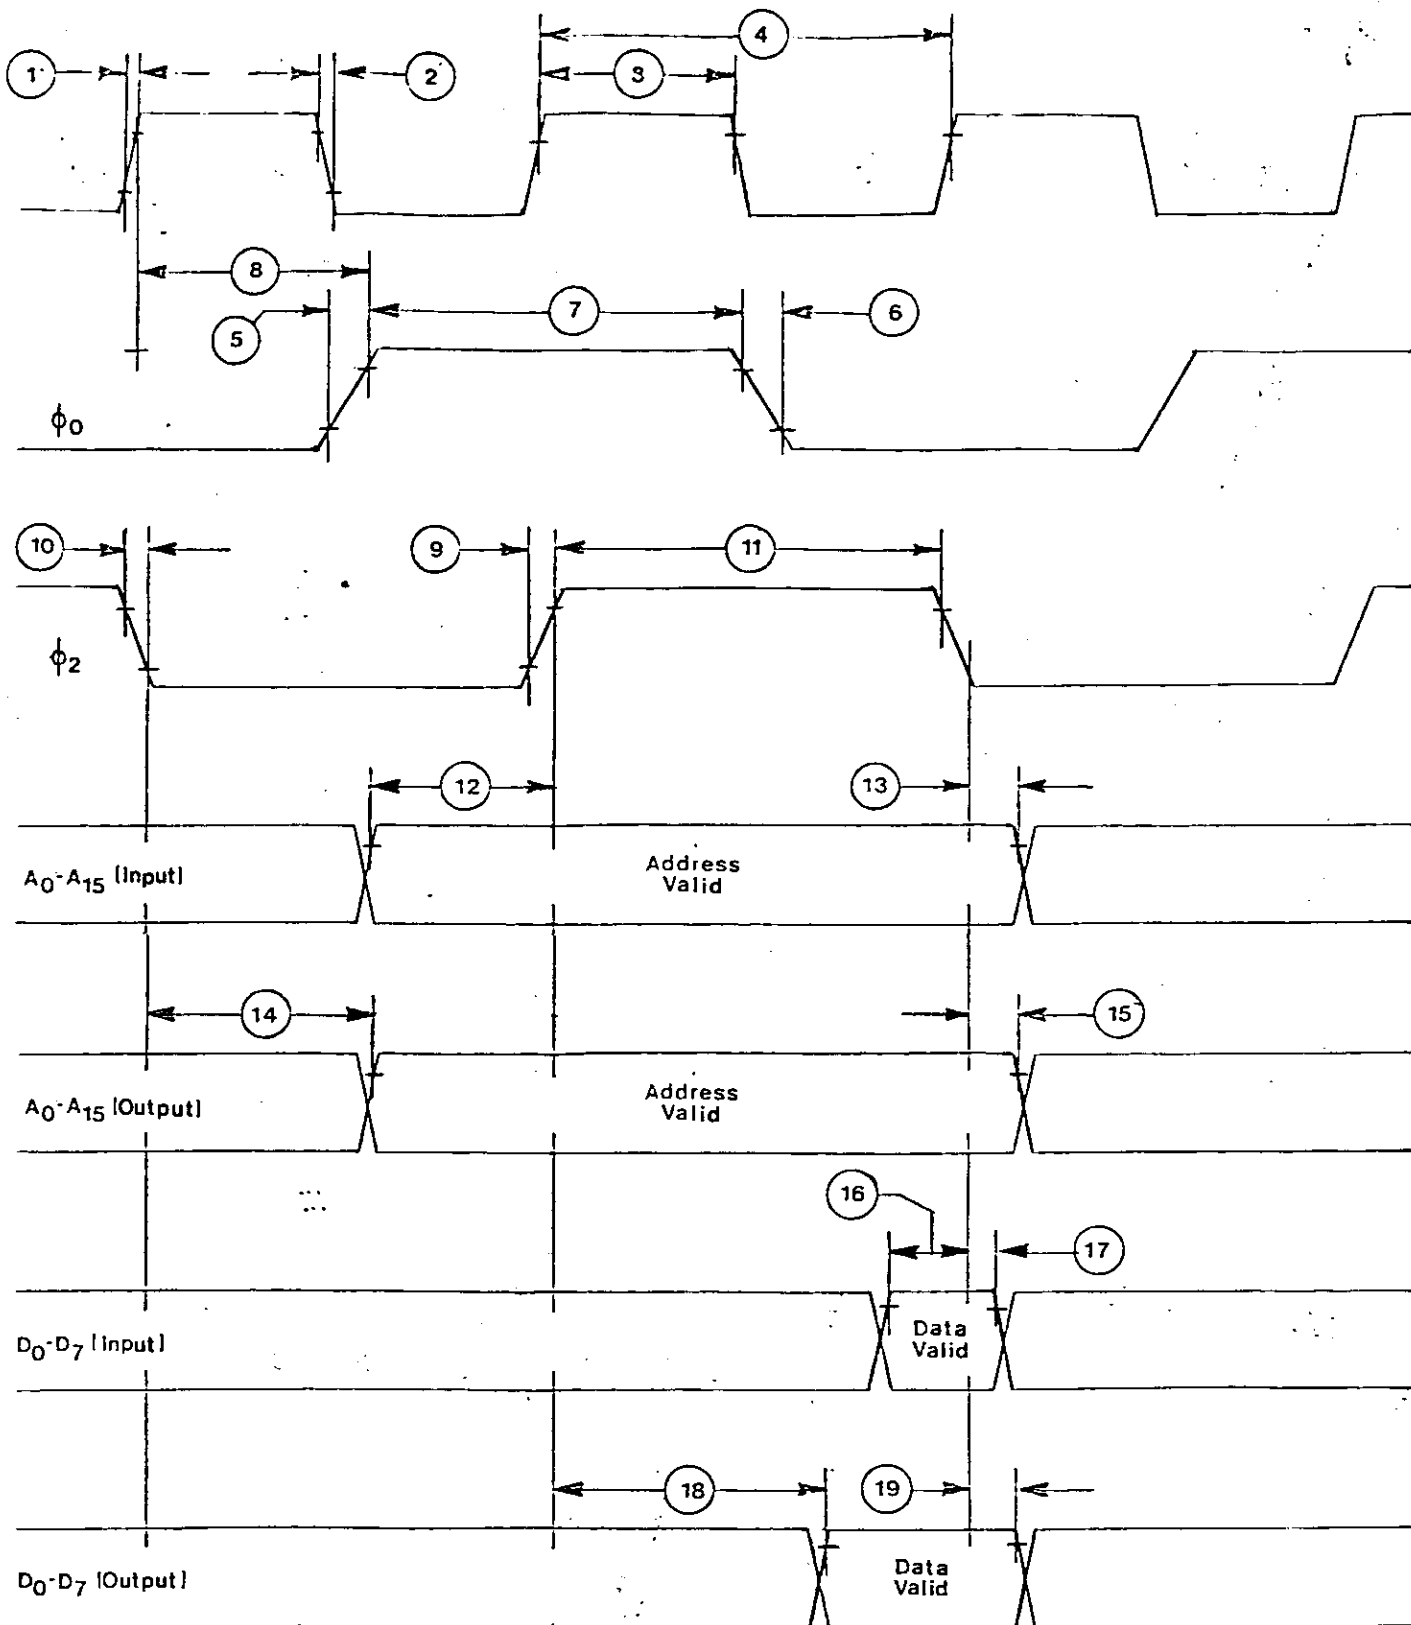 4
1 2 3
8
7 6
5
ϕ0
10 9 11
ϕ2
12 13
A0-A15 [Input] Address
Valid
14 15
A0-A15 [Output] Address
Valid
16
17
D0-D7 [Input] Data
Valid
18 19
D0-D7 [Output] Data
Valid